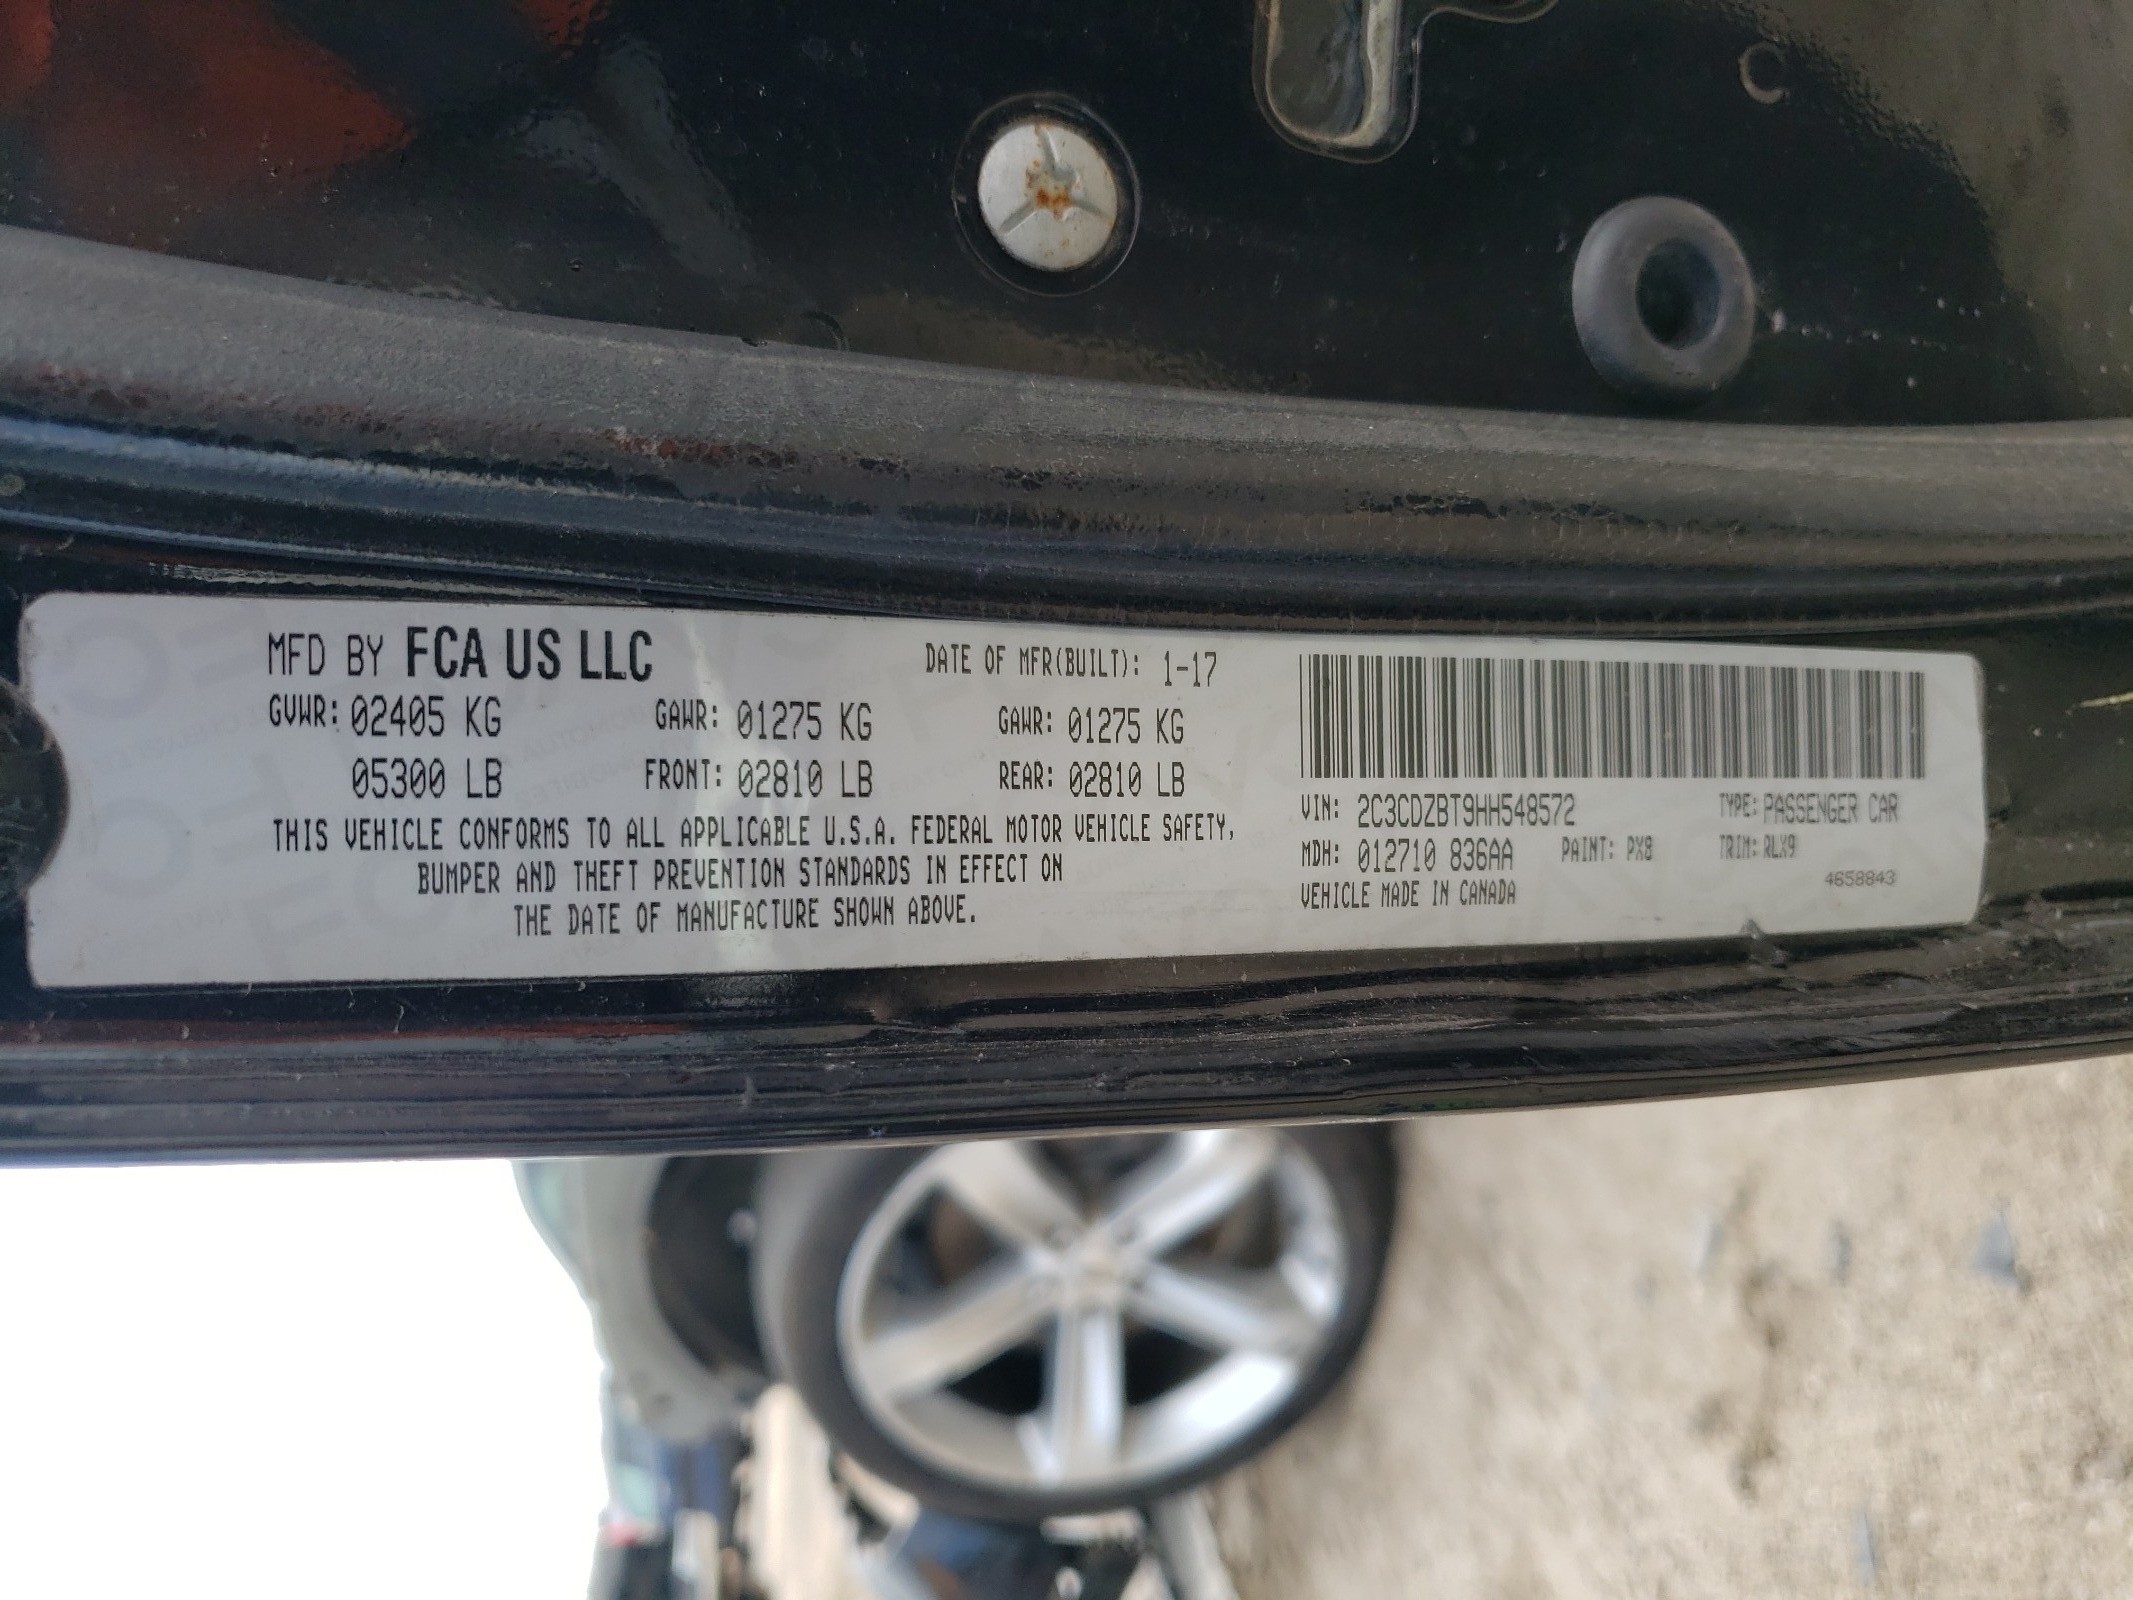 MFD BY FCA US LLC DATE OF MFR(BUILT): 1-17
GVWR: 02405 KG GAWR: 01275 KG GAWR: 01275 KG
05300 LB FRONT: 02810 LB REAR: 02810 LB
THIS VEHICLE CONFORMS TO ALL APPLICABLE U.S.A. FEDERAL MOTOR VEHICLE SAFETY,
BUMPER AND THEFT PREVENTION STANDARDS IN EFFECT ON
THE DATE OF MANUFACTURE SHOWN ABOVE.
VIN: 2C3CDZBT9HH548572 TYPE: PASSENGER CAR
MDH: 012710 836AA PAINT: PX8 TRIM: RLX9
VEHICLE MADE IN CANADA 4658843